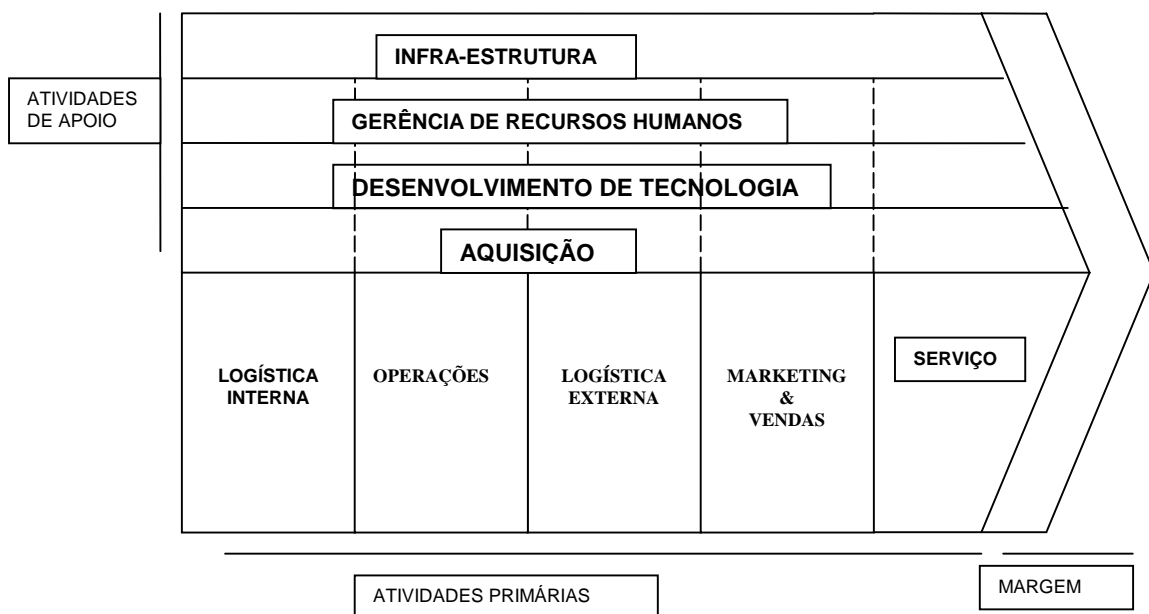 INFRA-ESTRUTURA
ATIVIDADES
DE APOIO
GERÊNCIA DE RECURSOS HUMANOS
DESENVOLVIMENTO DE TECNOLOGIA
AQUISIÇÃO
LOGÍSTICA
INTERNA
OPERAÇÕES
LOGÍSTICA
EXTERNA
MARKETING
&
VENDAS
SERVIÇO
ATIVIDADES PRIMÁRIAS
MARGEM